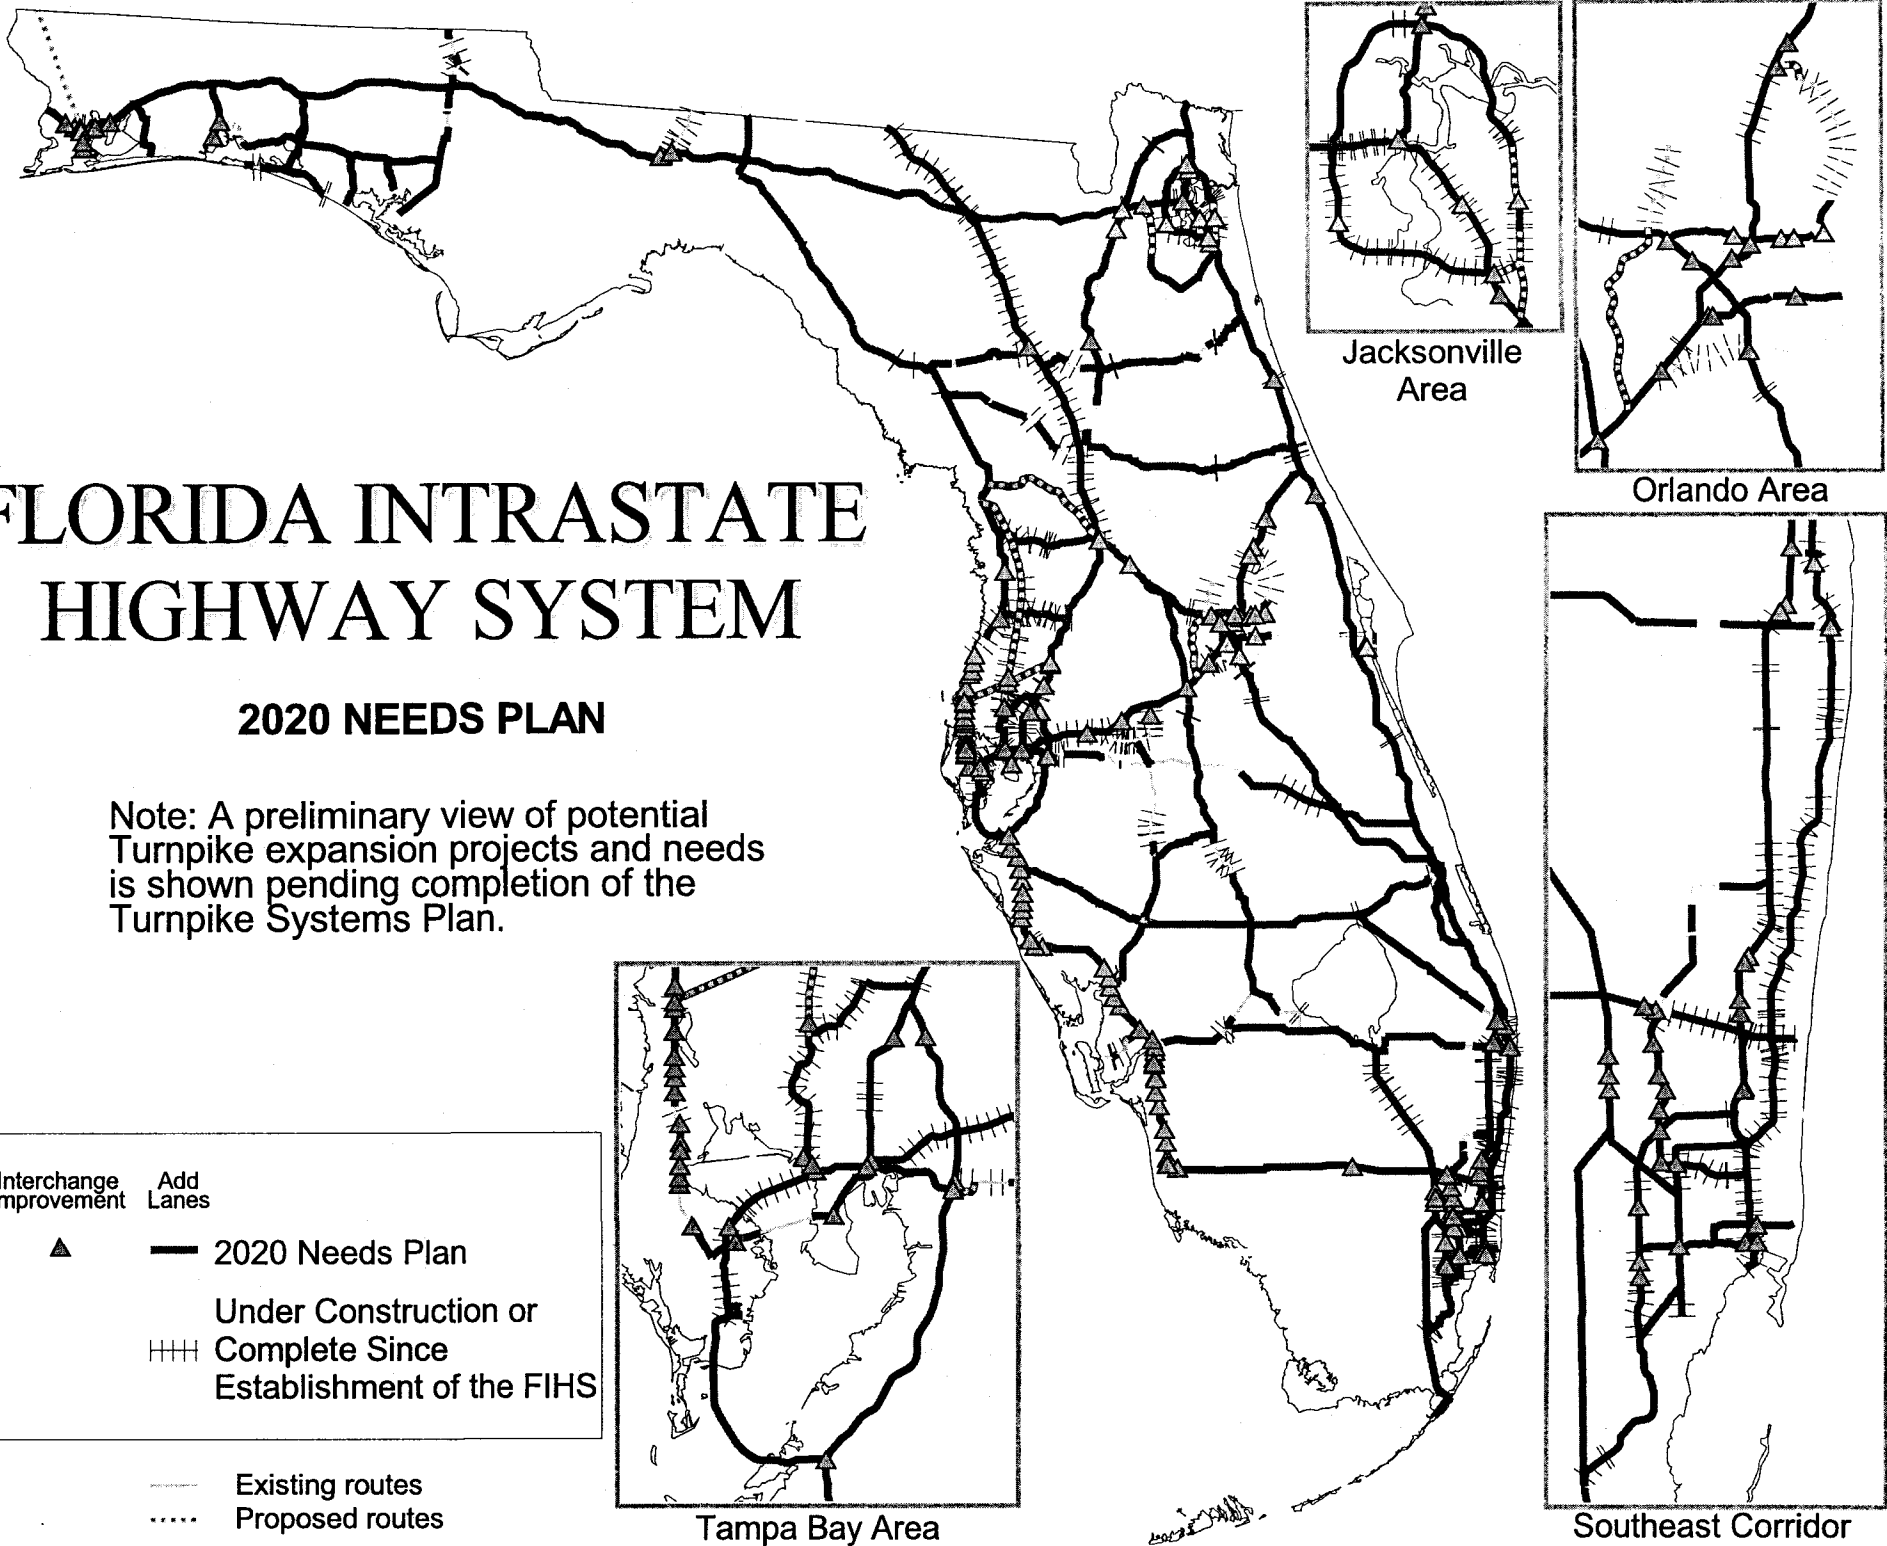 FLORIDA INTRASTATE
HIGHWAY SYSTEM
2020 NEEDS PLAN
Note: A preliminary view of potential
Turnpike expansion projects and needs
is shown pending completion of the
Turnpike Systems Plan.
Jacksonville
Area
Orlando Area
Interchange
Improvement
Add
Lanes
2020 Needs Plan
Under Construction or
Complete Since
Establishment of the FIHS
Existing routes
Proposed routes
Tampa Bay Area
Southeast Corridor